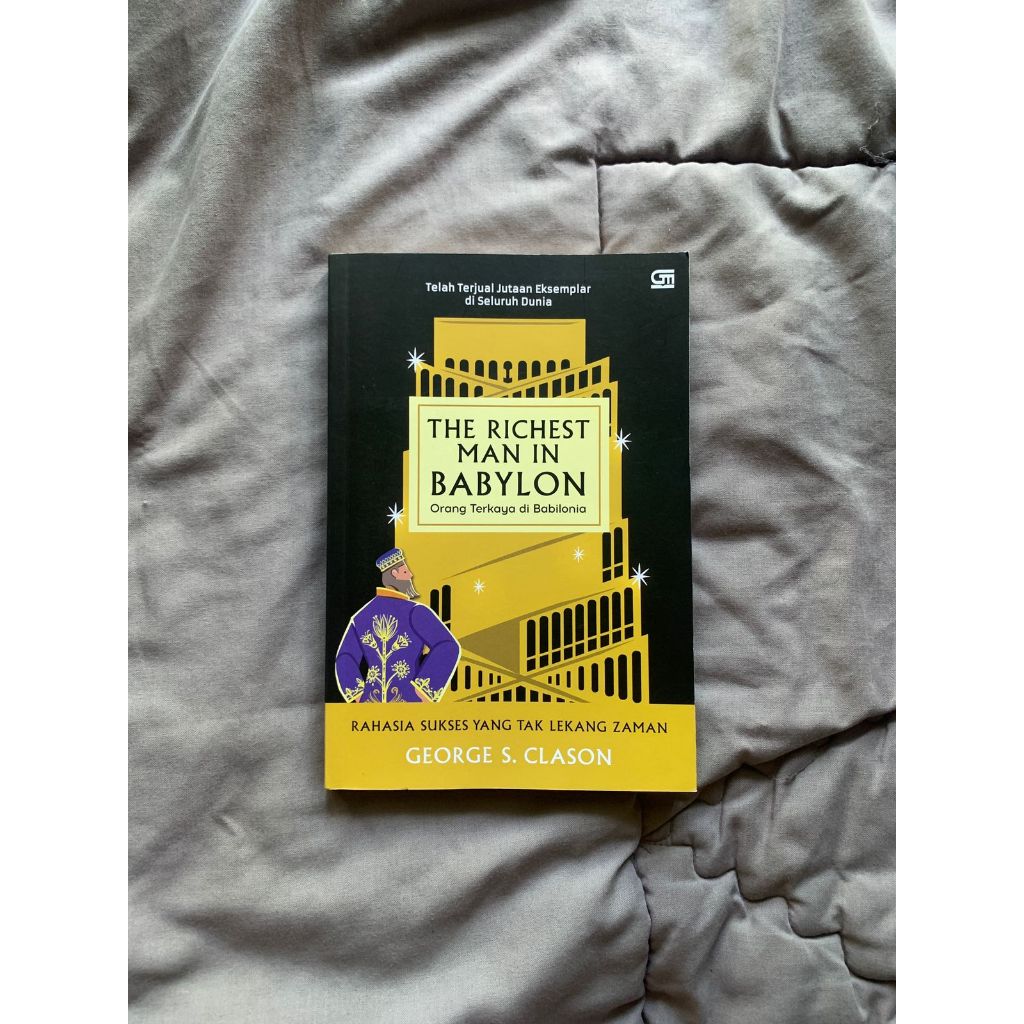 Telah Terjual Jutaan Eksemplar
di Seluruh Dunia
GM
THE RICHEST
MAN IN
BABYLON
Orang Terkaya di Babilonia
RAHASIA SUKSES YANG TAK LEKANG ZAMAN
GEORGE S. CLASON